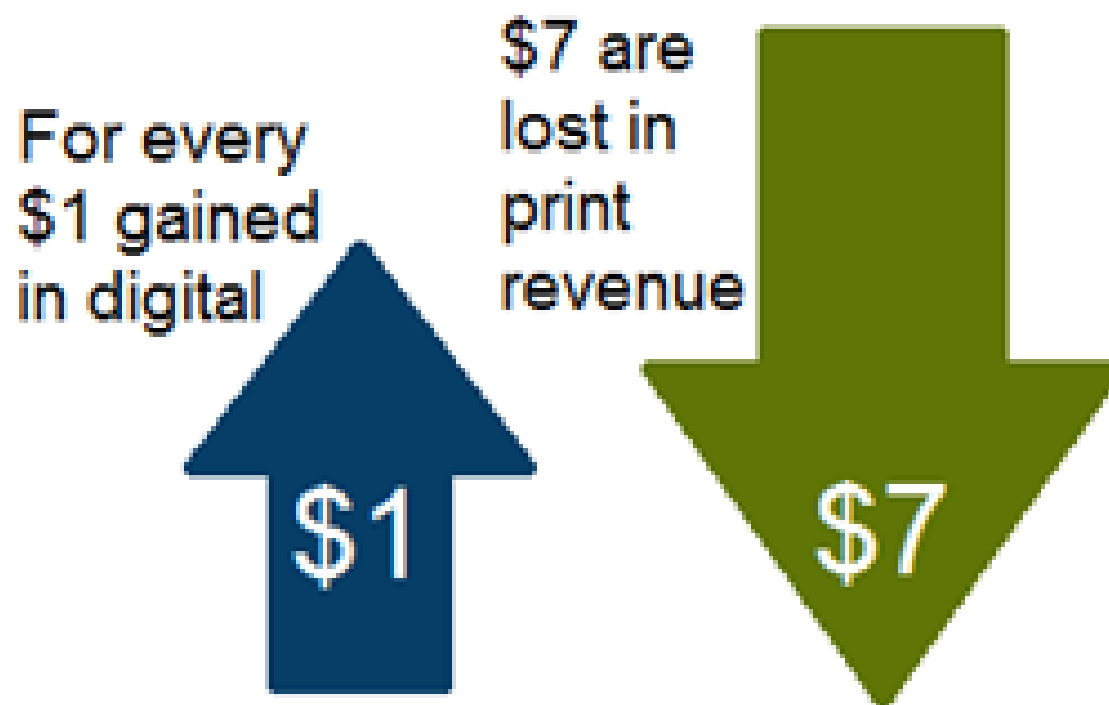 For every
$1 gained
in digital
$7 are
lost in
print
revenue
$1
$7